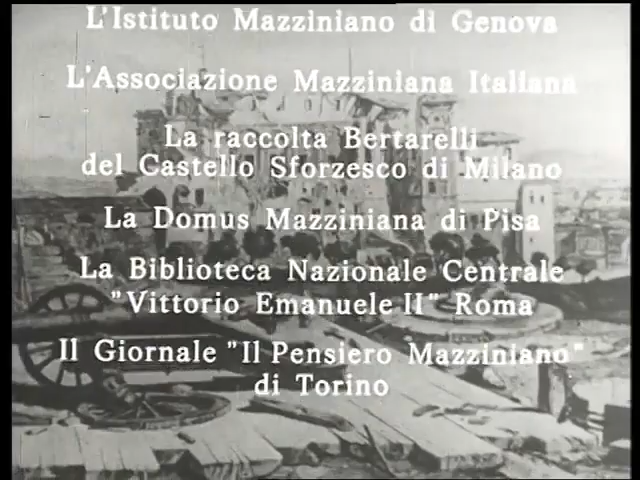 L'Istituto Mazziniano di Genova
L'Associazione Mazziniana Italiana
La raccolta Bertarelli
del Castello Sforzesco di Milano
La Domus Mazziniana di Pisa
La Biblioteca Nazionale Centrale
"Vittorio Emanuele II" Roma
Il Giornale "Il Pensiero Mazziniano"
di Torino